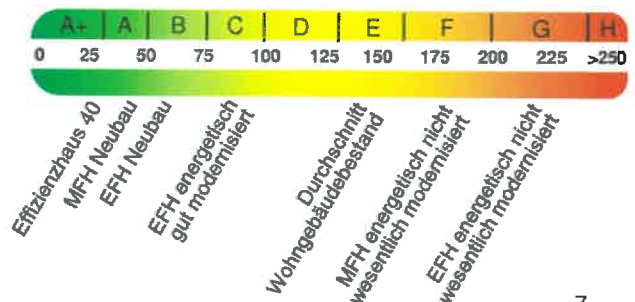 A+ A B C D E F G H
0 25 50 75 100 125 150 175 200 225 >250
Effizienzhaus 40
MFH Neubau
EFH Neubau
EFH energetisch
gut modernisiert
Durchschnitt
Wohngebäudebestand
MFH energetisch nicht
wesentlich modernisiert
EFH energetisch nicht
wesentlich modernisiert
7